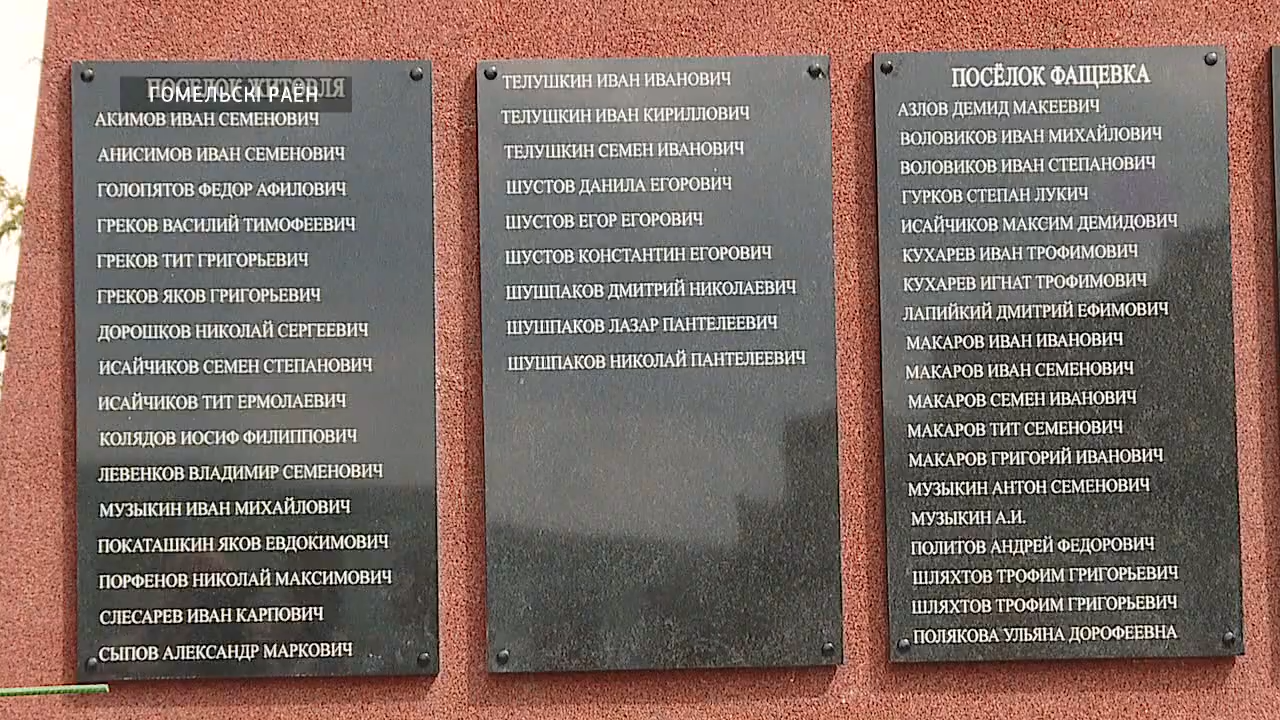 ПОСЁЛОК ЖИТОВЛЯ
ГОМЕЛЬСКІ РАЁН
АКИМОВ ИВАН СЕМЕНОВИЧ
АНИСИМОВ ИВАН СЕМЕНОВИЧ
ГОЛОПЯТОВ ФЕДОР АФИЛОВИЧ
ГРЕКОВ ВАСИЛИЙ ТИМОФЕЕВИЧ
ГРЕКОВ ТИТ ГРИГОРЬЕВИЧ
ГРЕКОВ ЯКОВ ГРИГОРЬЕВИЧ
ДОРОШКОВ НИКОЛАЙ СЕРГЕЕВИЧ
ИСАЙЧИКОВ СЕМЕН СТЕПАНОВИЧ
ИСАЙЧИКОВ ТИТ ЕРМОЛАЕВИЧ
КОЛЯДОВ ИОСИФ ФИЛИППОВИЧ
ЛЕВЕНКОВ ВЛАДИМИР СЕМЕНОВИЧ
МУЗЫКИН ИВАН МИХАЙЛОВИЧ
ПОКАТАШКИН ЯКОВ ЕВДОКИМОВИЧ
ПОРФЕНОВ НИКОЛАЙ МАКСИМОВИЧ
СЛЕСАРЕВ ИВАН КАРПОВИЧ
СЫПОВ АЛЕКСАНДР МАРКОВИЧ
ТЕЛУШКИН ИВАН ИВАНОВИЧ
ТЕЛУШКИН ИВАН КИРИЛЛОВИЧ
ТЕЛУШКИН СЕМЕН ИВАНОВИЧ
ШУСТОВ ДАНИЛА ЕГОРОВИЧ
ШУСТОВ ЕГОР ЕГОРОВИЧ
ШУСТОВ КОНСТАНТИН ЕГОРОВИЧ
ШУШПАКОВ ДМИТРИЙ НИКОЛАЕВИЧ
ШУШПАКОВ ЛАЗАР ПАНТЕЛЕЕВИЧ
ШУШПАКОВ НИКОЛАЙ ПАНТЕЛЕЕВИЧ
ПОСЁЛОК ФАЩЕВКА
АЗЛОВ ДЕМИД МАКЕЕВИЧ
ВОЛОВИКОВ ИВАН МИХАЙЛОВИЧ
ВОЛОВИКОВ ИВАН СТЕПАНОВИЧ
ГУРКОВ СТЕПАН ЛУКИЧ
ИСАЙЧИКОВ МАКСИМ ДЕМИДОВИЧ
КУХАРЕВ ИВАН ТРОФИМОВИЧ
КУХАРЕВ ИГНАТ ТРОФИМОВИЧ
ЛАПИЙКИЙ ДМИТРИЙ ЕФИМОВИЧ
МАКАРОВ ИВАН ИВАНОВИЧ
МАКАРОВ ИВАН СЕМЕНОВИЧ
МАКАРОВ СЕМЕН ИВАНОВИЧ
МАКАРОВ ТИТ СЕМЕНОВИЧ
МАКАРОВ ГРИГОРИЙ ИВАНОВИЧ
МУЗЫКИН АНТОН СЕМЕНОВИЧ
МУЗЫКИН А.И.
ПОЛИТОВ АНДРЕЙ ФЕДОРОВИЧ
ШЛЯХТОВ ТРОФИМ ГРИГОРЬЕВИЧ
ШЛЯХТОВ ТРОФИМ ГРИГОРЬЕВИЧ
ПОЛЯКОВА УЛЬЯНА ДОРОФЕЕВНА